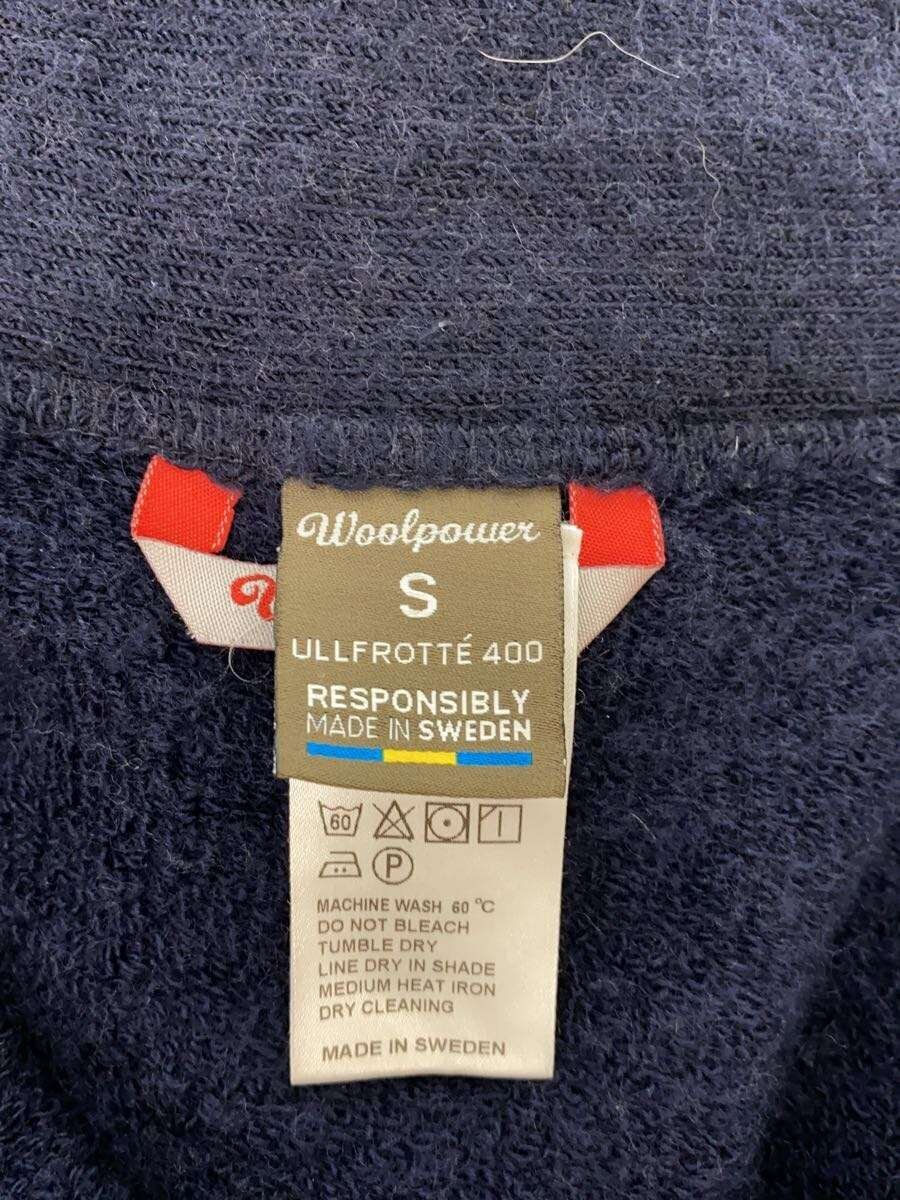 Woolpower
S
ULLFROTTÉ 400
RESPONSIBLY
MADE IN SWEDEN
60
P
MACHINE WASH 60 °C
DO NOT BLEACH
TUMBLE DRY
LINE DRY IN SHADE
MEDIUM HEAT IRON
DRY CLEANING
MADE IN SWEDEN